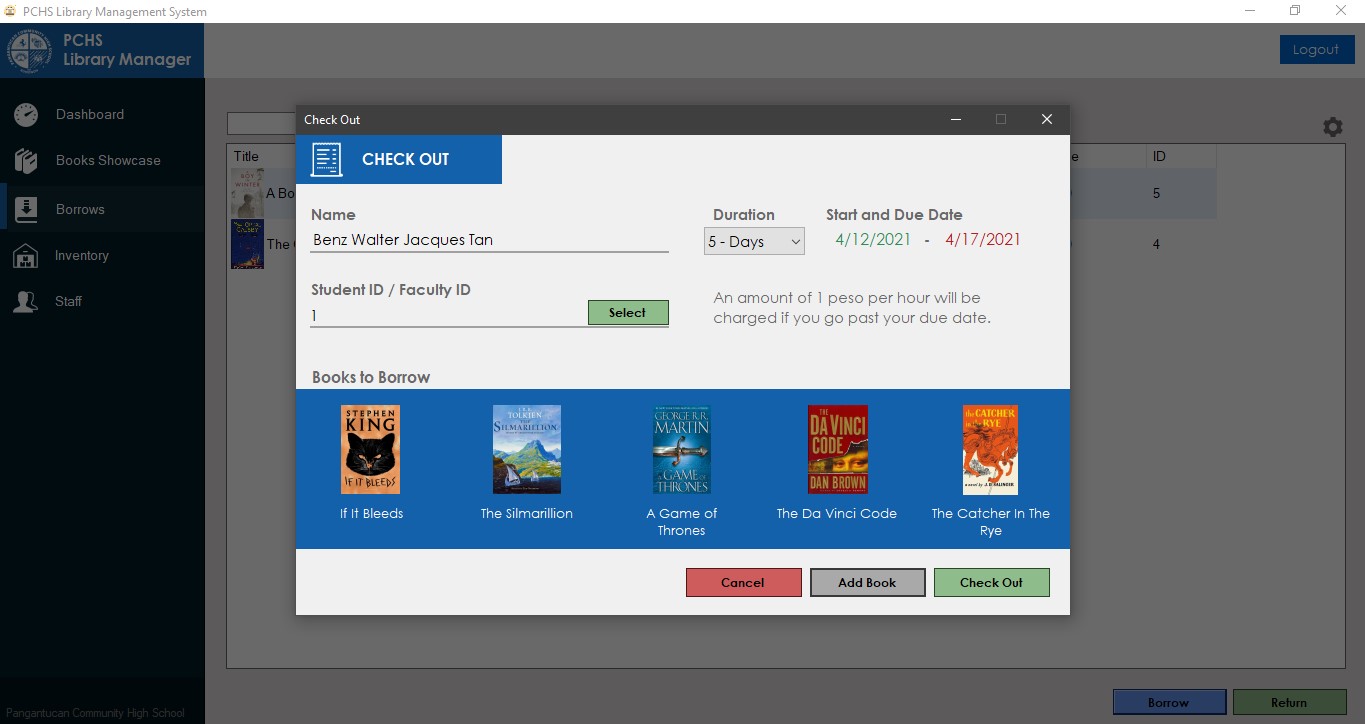 PCHS Library Management System
PCHS
Library Manager
Logout
Dashboard
Books Showcase
Borrows
Inventory
Staff
Title
ID
A Bo
5
The
4
Check Out
CHECK OUT
Name
Benz Walter Jacques Tan
Duration
5 - Days
Start and Due Date
4/12/2021 - 4/17/2021
Student ID / Faculty ID
1
Select
An amount of 1 peso per hour will be
charged if you go past your due date.
Books to Borrow
STEPHEN
KING
IF IT BLEEDS
TOLKIEN
THE
SILMARILLION
GEORGE R.R.
MARTIN
A GAME OF
THRONES
THE
DA VINCI
CODE
DAN BROWN
the CATCHER
in the RYE
a novel by J.D. SALINGER
If It Bleeds
The Silmarillion
A Game of
Thrones
The Da Vinci Code
The Catcher In The
Rye
Cancel
Add Book
Check Out
Borrow
Return
Pangantucan Community High School